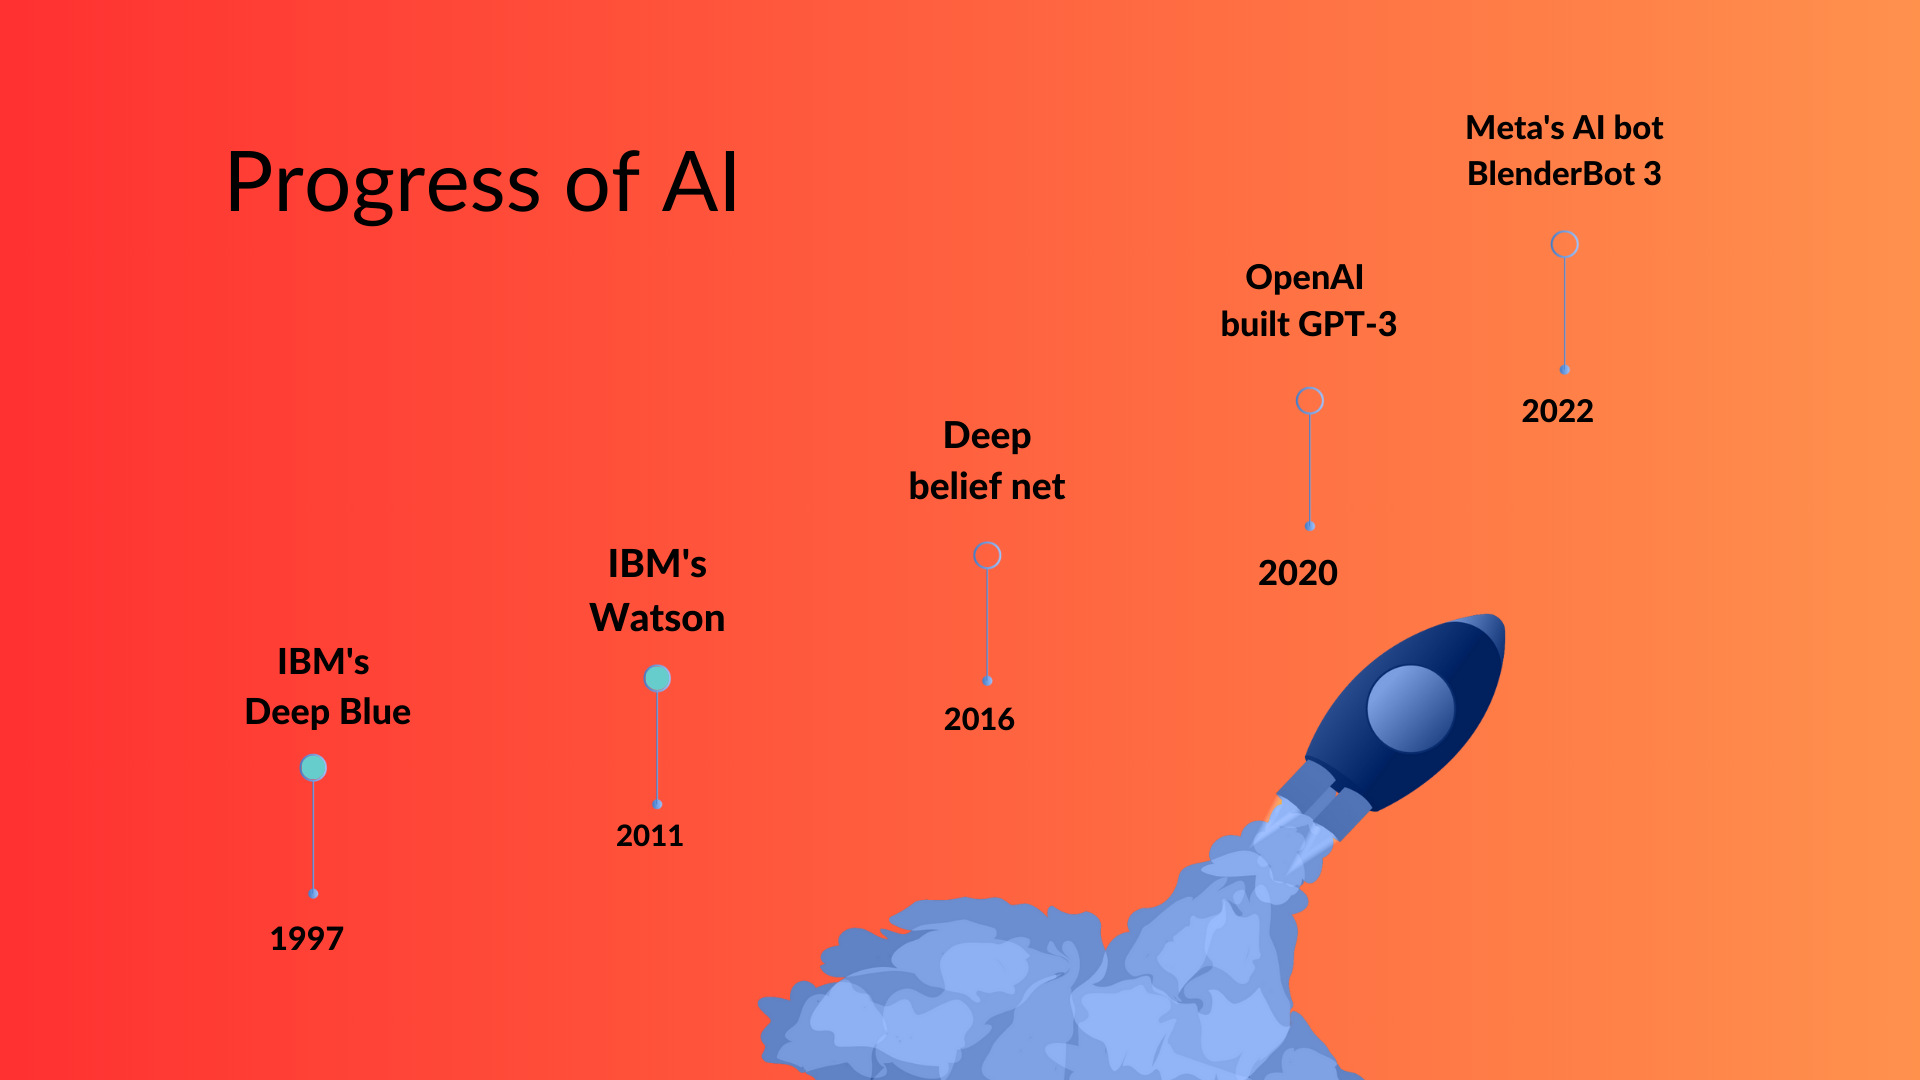 Progress of AI
IBM's
Deep Blue
1997
IBM's
Watson
2011
Deep
belief net
2016
OpenAI
built GPT-3
2020
Meta's AI bot
BlenderBot 3
2022